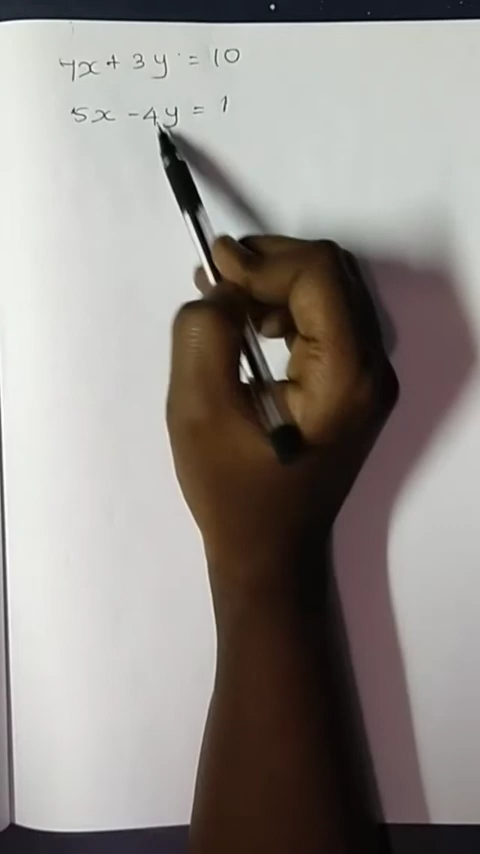 7x + 3y = 10
5x - 4y = 1